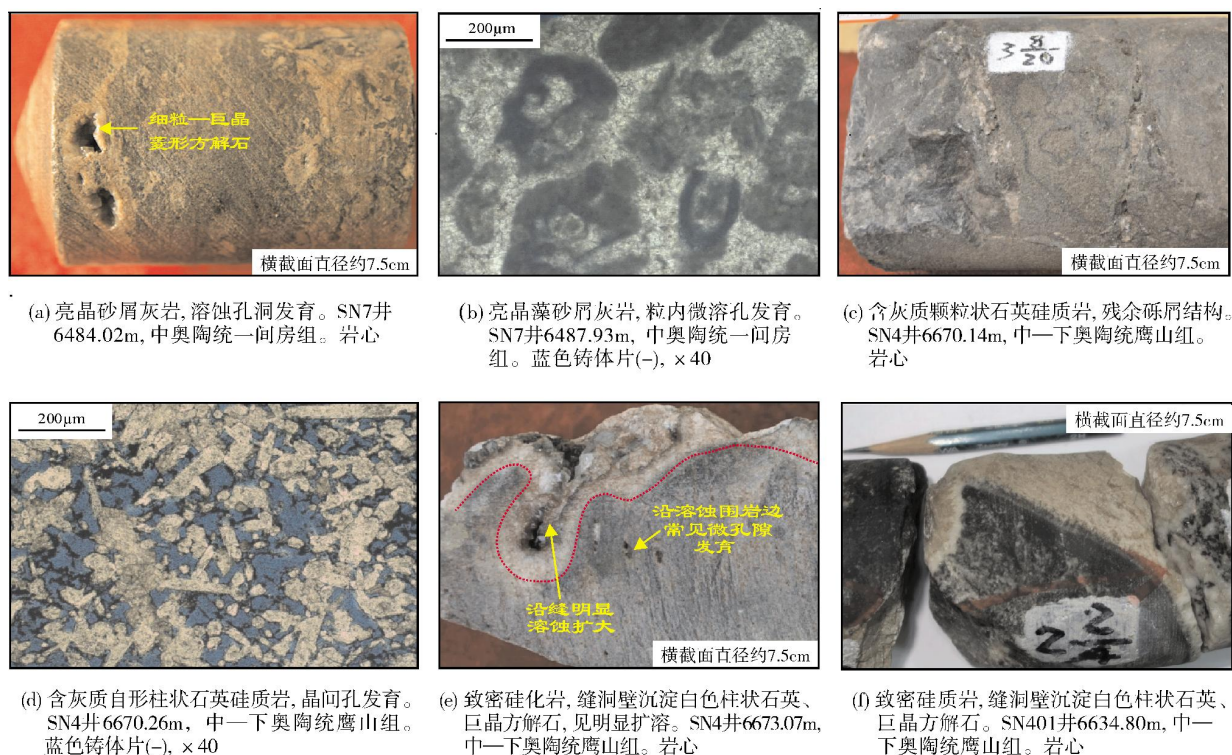 细粒—巨晶
菱形方解石
横截面直径约7.5cm
200μm
3 8/20
横截面直径约7.5cm
(a) 亮晶砂屑灰岩, 溶蚀孔洞发育。SN7井
6484.02m, 中奥陶统一间房组。岩心
(b) 亮晶藻砂屑灰岩, 粒内微溶孔发育。
SN7井6487.93m, 中奥陶统一间房
组。蓝色铸体片(-), ×40
(c) 含灰质颗粒状石英硅质岩, 残余砾屑结构。
SN4井6670.14m, 中—下奥陶统鹰山组。
岩心
200μm
沿溶蚀围岩边
常见微孔隙
发育
沿缝明显
溶蚀扩大
横截面直径约7.5cm
横截面直径约7.5cm
(d) 含灰质自形柱状石英硅质岩, 晶间孔发育。
SN4井6670.26m, 中—下奥陶统鹰山组。
蓝色铸体片(-), ×40
(e) 致密硅化岩, 缝洞壁沉淀白色柱状石英、
巨晶方解石, 见明显扩溶。SN4井6673.07m,
中—下奥陶统鹰山组。岩心
(f) 致密硅质岩, 缝洞壁沉淀白色柱状石英、
巨晶方解石。SN401井6634.80m, 中—
下奥陶统鹰山组。岩心